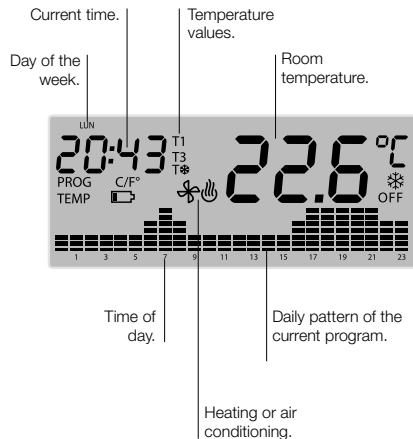 Current time.
Temperature
values.
Day of the
week.
Room
temperature.
LUN
20:43
T1
T3
T❄
22.6 °C
PROG C/F°
TEMP
OFF
1 3 5 7 9 11 13 15 17 19 21 23
Time of
day.
Daily pattern of the
current program.
Heating or air
conditioning.